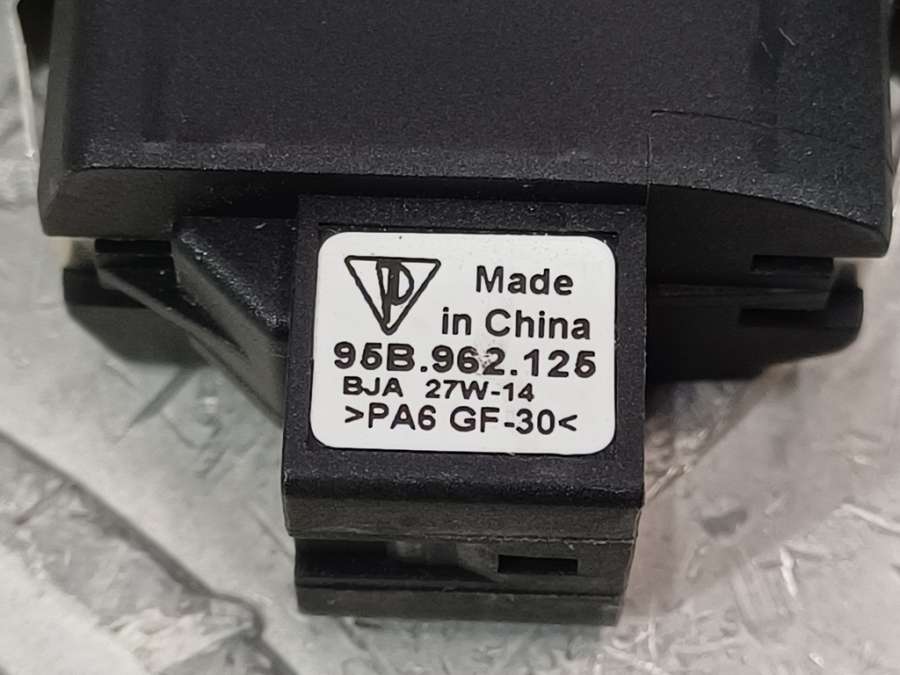 Made
in China
95B.962.125
BJA 27W-14
>PA6 GF-30<